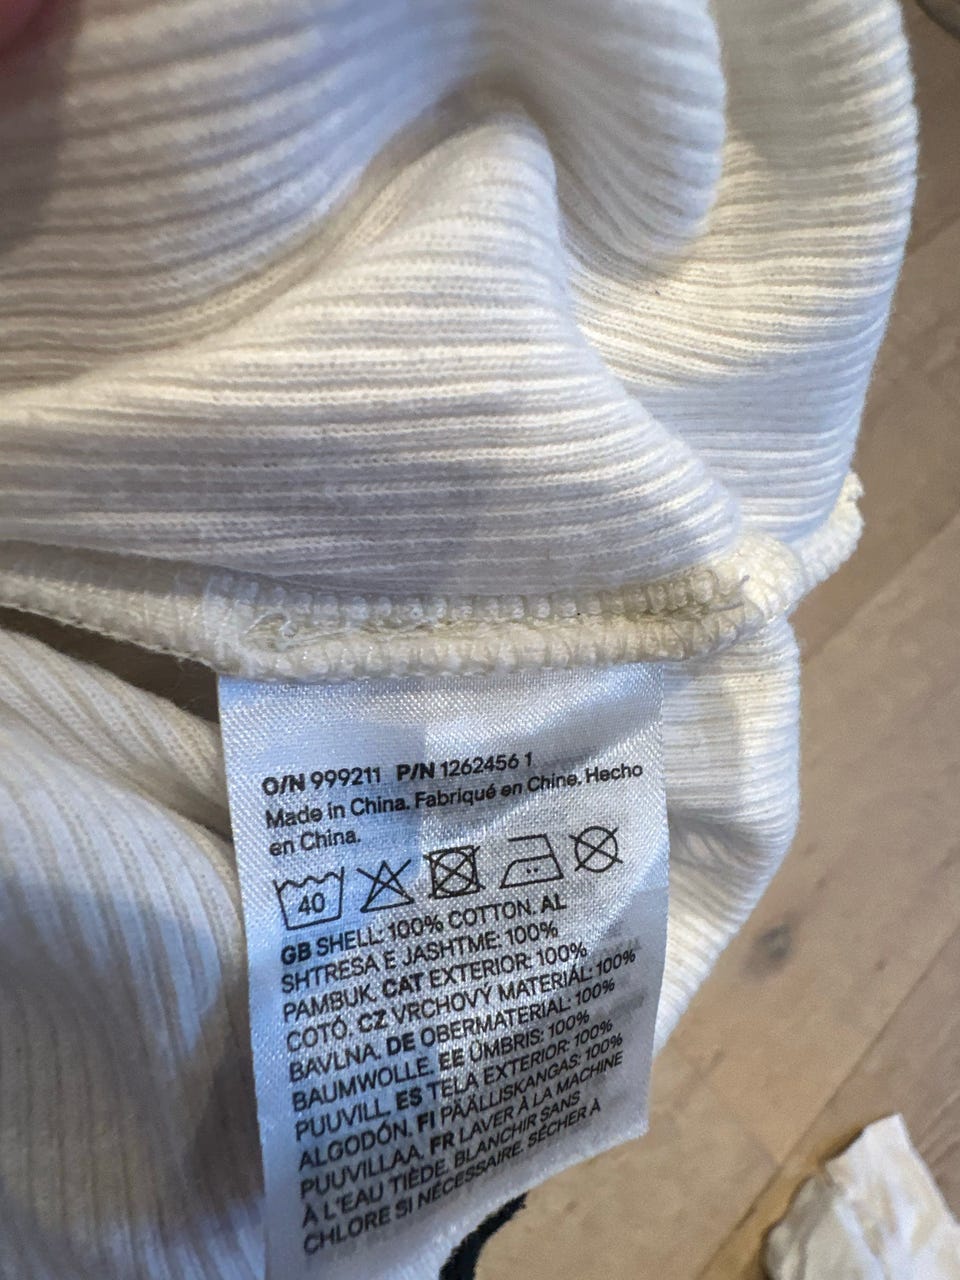 O/N 999211 P/N 1262456 1
Made in China. Fabriqué en Chine. Hecho
en China.
40
GB SHELL: 100% COTTON. AL
SHTRESA E JASHTME: 100%
PAMBUK. CAT EXTERIOR: 100%
COTÓ. CZ VRCHOVÝ MATERIÁL: 100%
BAVLNA. DE OBERMATERIAL: 100%
BAUMWOLLE. EE ÜMBRIS: 100%
PUUVILL. ES TELA EXTERIOR: 100%
ALGODÓN. FI PÄÄLLISKANGAS: 100%
PUUVILLAA. FR LAVER À LA MACHINE
À L'EAU TIÈDE. BLANCHIR SANS
CHLORE SI NÉCESSAIRE. SÉCHER À